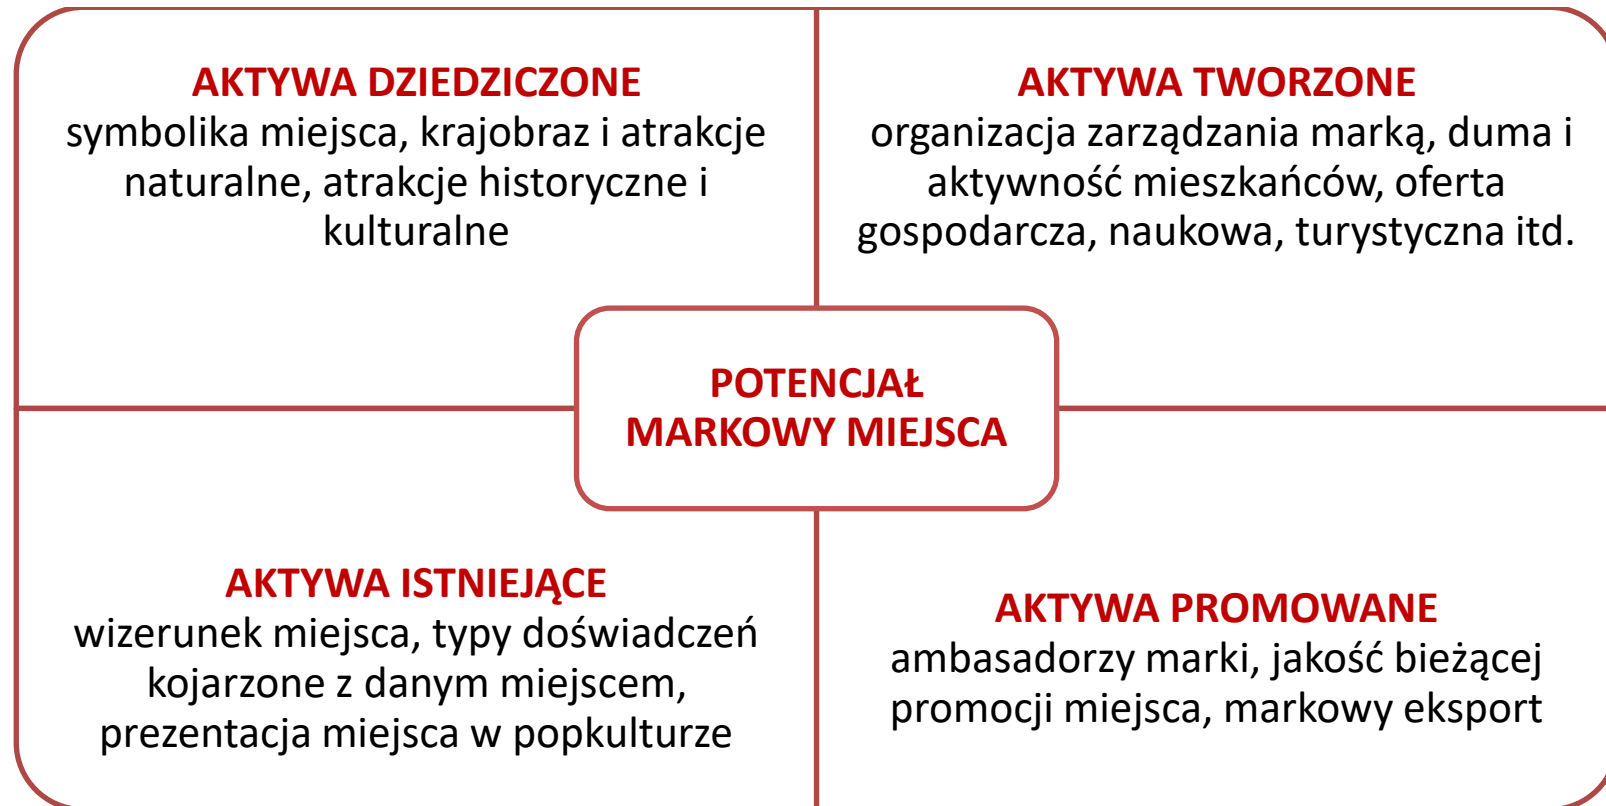 AKTYWA DZIEDZICZONE
symbolika miejsca, krajobraz i atrakcje
naturalne, atrakcje historyczne i
kulturalne
AKTYWA TWORZONE
organizacja zarządzania marką, duma i
aktywność mieszkańców, oferta
gospodarcza, naukowa, turystyczna itd.
POTENCJAŁ
MARKOWY MIEJSCA
AKTYWA ISTNIEJĄCE
wizerunek miejsca, typy doświadczeń
kojarzone z danym miejscem,
prezentacja miejsca w popkulturze
AKTYWA PROMOWANE
ambasadorzy marki, jakość bieżącej
promocji miejsca, markowy eksport